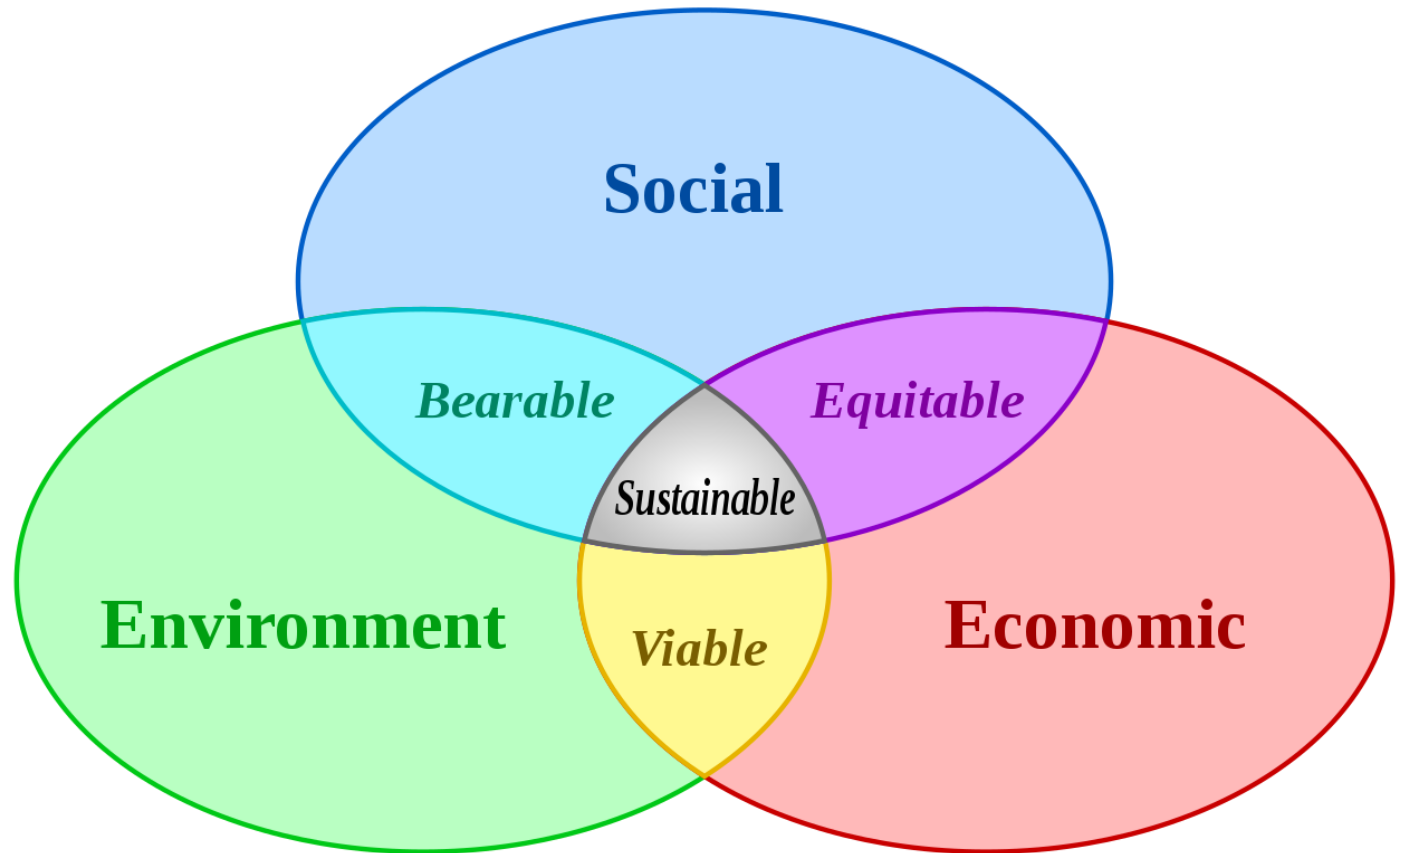 Social
Bearable
Equitable
Sustainable
Environment
Economic
Viable